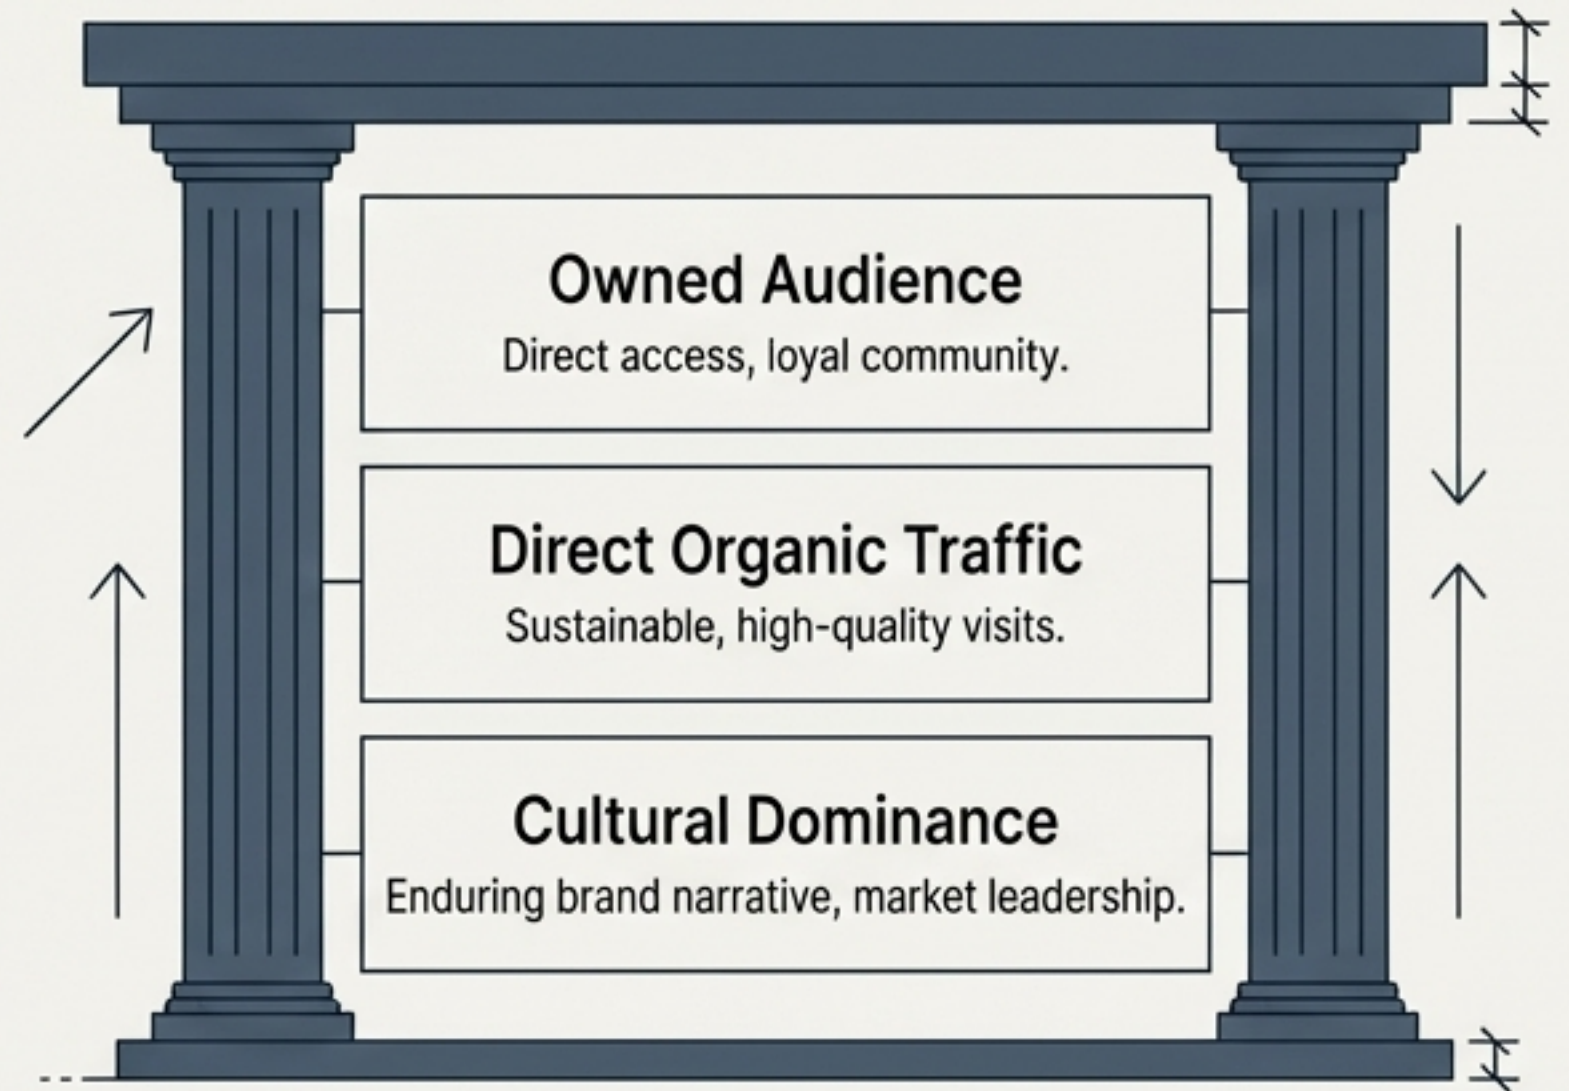 Owned Audience
Direct access, loyal community.
Direct Organic Traffic
Sustainable, high-quality visits.
Cultural Dominance
Enduring brand narrative, market leadership.